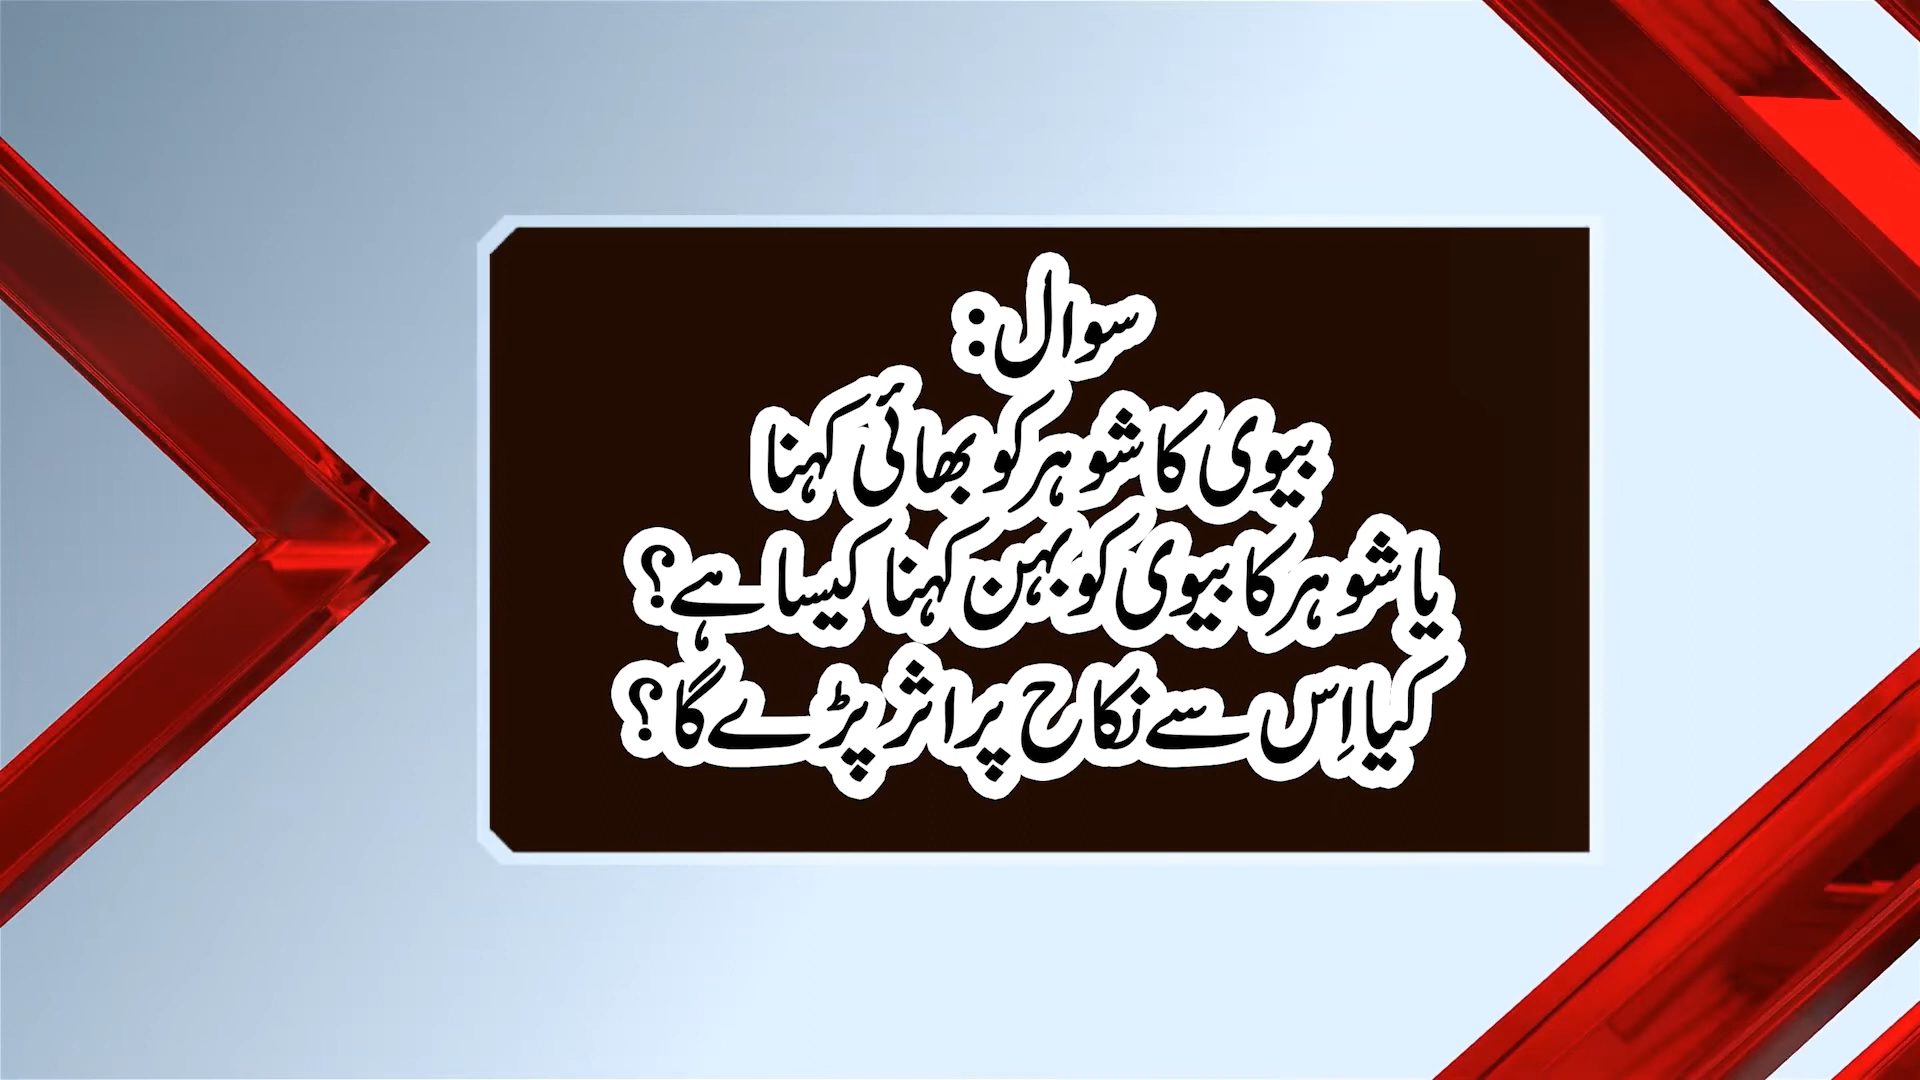 سوال:
بیوی کا شوہر کو بھائی کہنا
یا شوہر کا بیوی کو بہن کہنا کیسا ہے؟
کیا اِس سے نکاح پر اثر پڑے گا؟